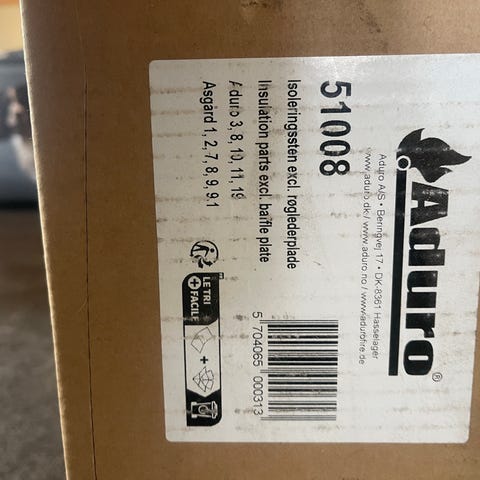 Aduro®
Aduro A/S • Beringvej 17 • DK-8361 Hasselager
www.aduro.dk / www.aduro.no / www.adurofire.de
51008
Isoleringssten excl. røglederplade
Insulation parts excl. baffle plate
Aduro 3, 8, 10, 11, 19
Asgård 1, 2, 7, 8, 9, 9.1
5 704065 000313
LE TRI
+ FACILE
+